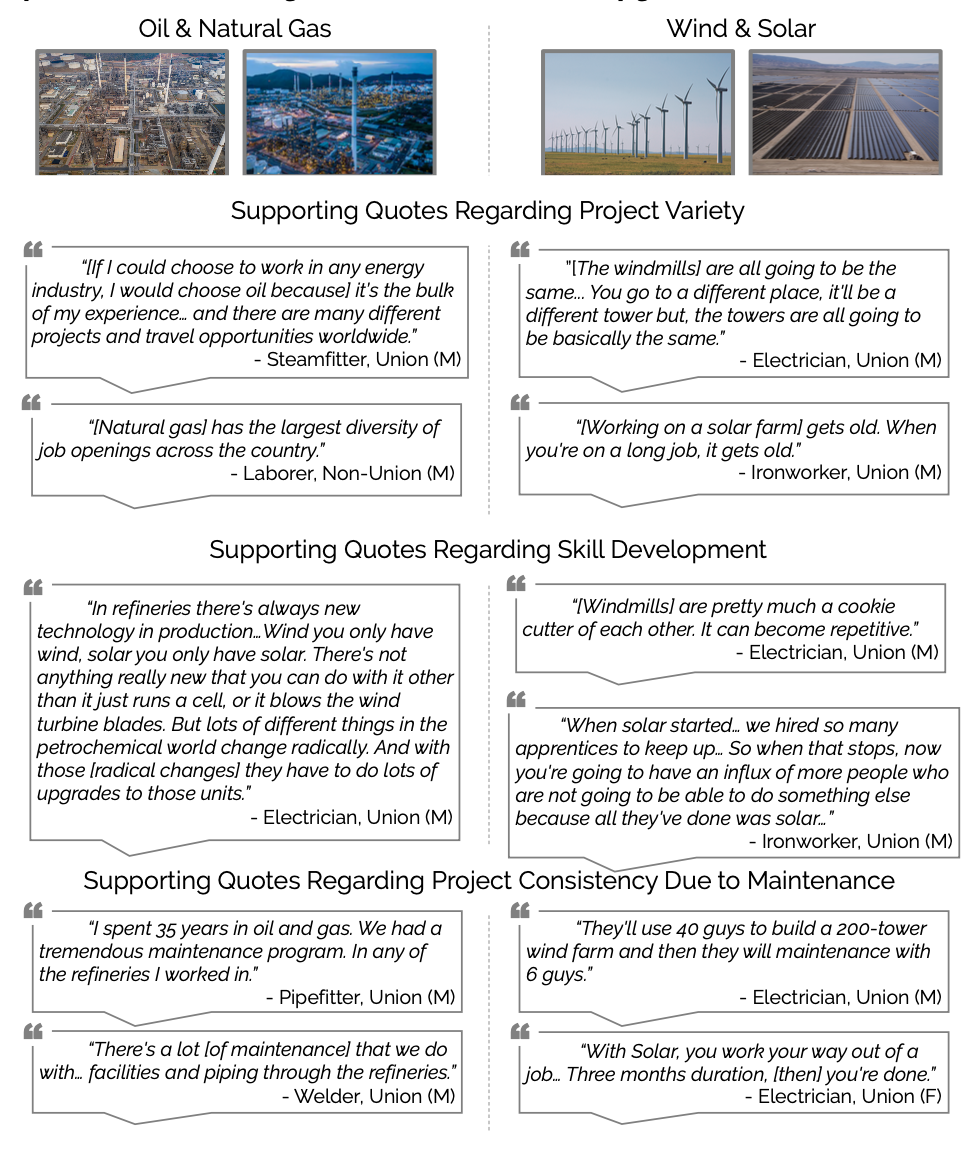 Oil & Natural Gas
Wind & Solar
Supporting Quotes Regarding Project Variety
“[If I could choose to work in any energy
industry, I would choose oil because] it’s the bulk
of my experience… and there are many different
projects and travel opportunities worldwide.”
- Steamfitter, Union (M)
"[The windmills] are all going to be the
same... You go to a different place, it'll be a
different tower but, the towers are all going to
be basically the same.”
- Electrician, Union (M)
“[Natural gas] has the largest diversity of
job openings across the country.”
- Laborer, Non-Union (M)
“[Working on a solar farm] gets old. When
you're on a long job, it gets old.”
- Ironworker, Union (M)
Supporting Quotes Regarding Skill Development
“In refineries there's always new
technology in production…Wind you only have
wind, solar you only have solar. There's not
anything really new that you can do with it other
than it just runs a cell, or it blows the wind
turbine blades. But lots of different things in the
petrochemical world change radically. And with
those [radical changes] they have to do lots of
upgrades to those units.”
- Electrician, Union (M)
“[Windmills] are pretty much a cookie
cutter of each other. It can become repetitive.”
- Electrician, Union (M)
“When solar started… we hired so many
apprentices to keep up… So when that stops, now
you're going to have an influx of more people who
are not going to be able to do something else
because all they've done was solar…”
- Ironworker, Union (M)
Supporting Quotes Regarding Project Consistency Due to Maintenance
“I spent 35 years in oil and gas. We had a
tremendous maintenance program. In any of
the refineries I worked in.”
- Pipefitter, Union (M)
“They'll use 40 guys to build a 200-tower
wind farm and then they will maintenance with
6 guys.”
- Electrician, Union (M)
“There's a lot [of maintenance] that we do
with… facilities and piping through the refineries.”
- Welder, Union (M)
“With Solar, you work your way out of a
job… Three months duration, [then] you're done.”
- Electrician, Union (F)